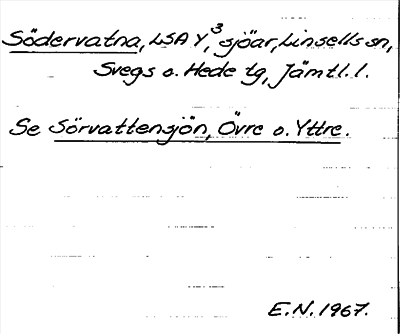 Södervatna, LSA Y, ³ sjöar, Linsells sn,
Svegs o. Hede tg, Jämtl. l.
Se Sörvattensjön, Övre o. Yttre.
E.N. 1967.